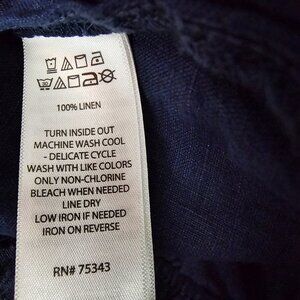 100% LINEN
TURN INSIDE OUT
MACHINE WASH COOL
- DELICATE CYCLE
WASH WITH LIKE COLORS
ONLY NON-CHLORINE
BLEACH WHEN NEEDED
LINE DRY
LOW IRON IF NEEDED
IRON ON REVERSE
RN# 75343